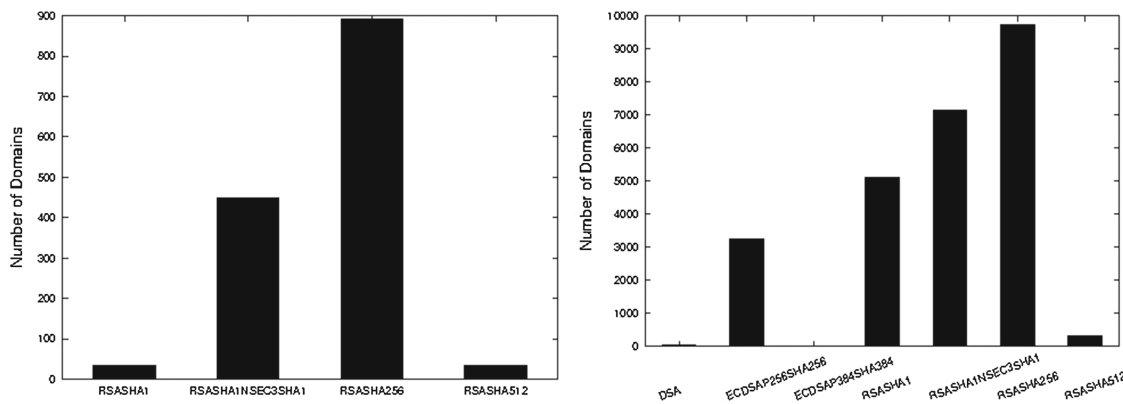 Number of Domains
900
800
700
600
500
400
300
200
100
0
RSASHA1
RSASHA1NSEC3SHA1
RSASHA256
RSASHA512
Number of Domains
10000
9000
8000
7000
6000
5000
4000
3000
2000
1000
0
DSA
ECDSAP256SHA256
ECDSAP384SHA384
RSASHA1
RSASHA1NSEC3SHA1
RSASHA256
RSASHA512